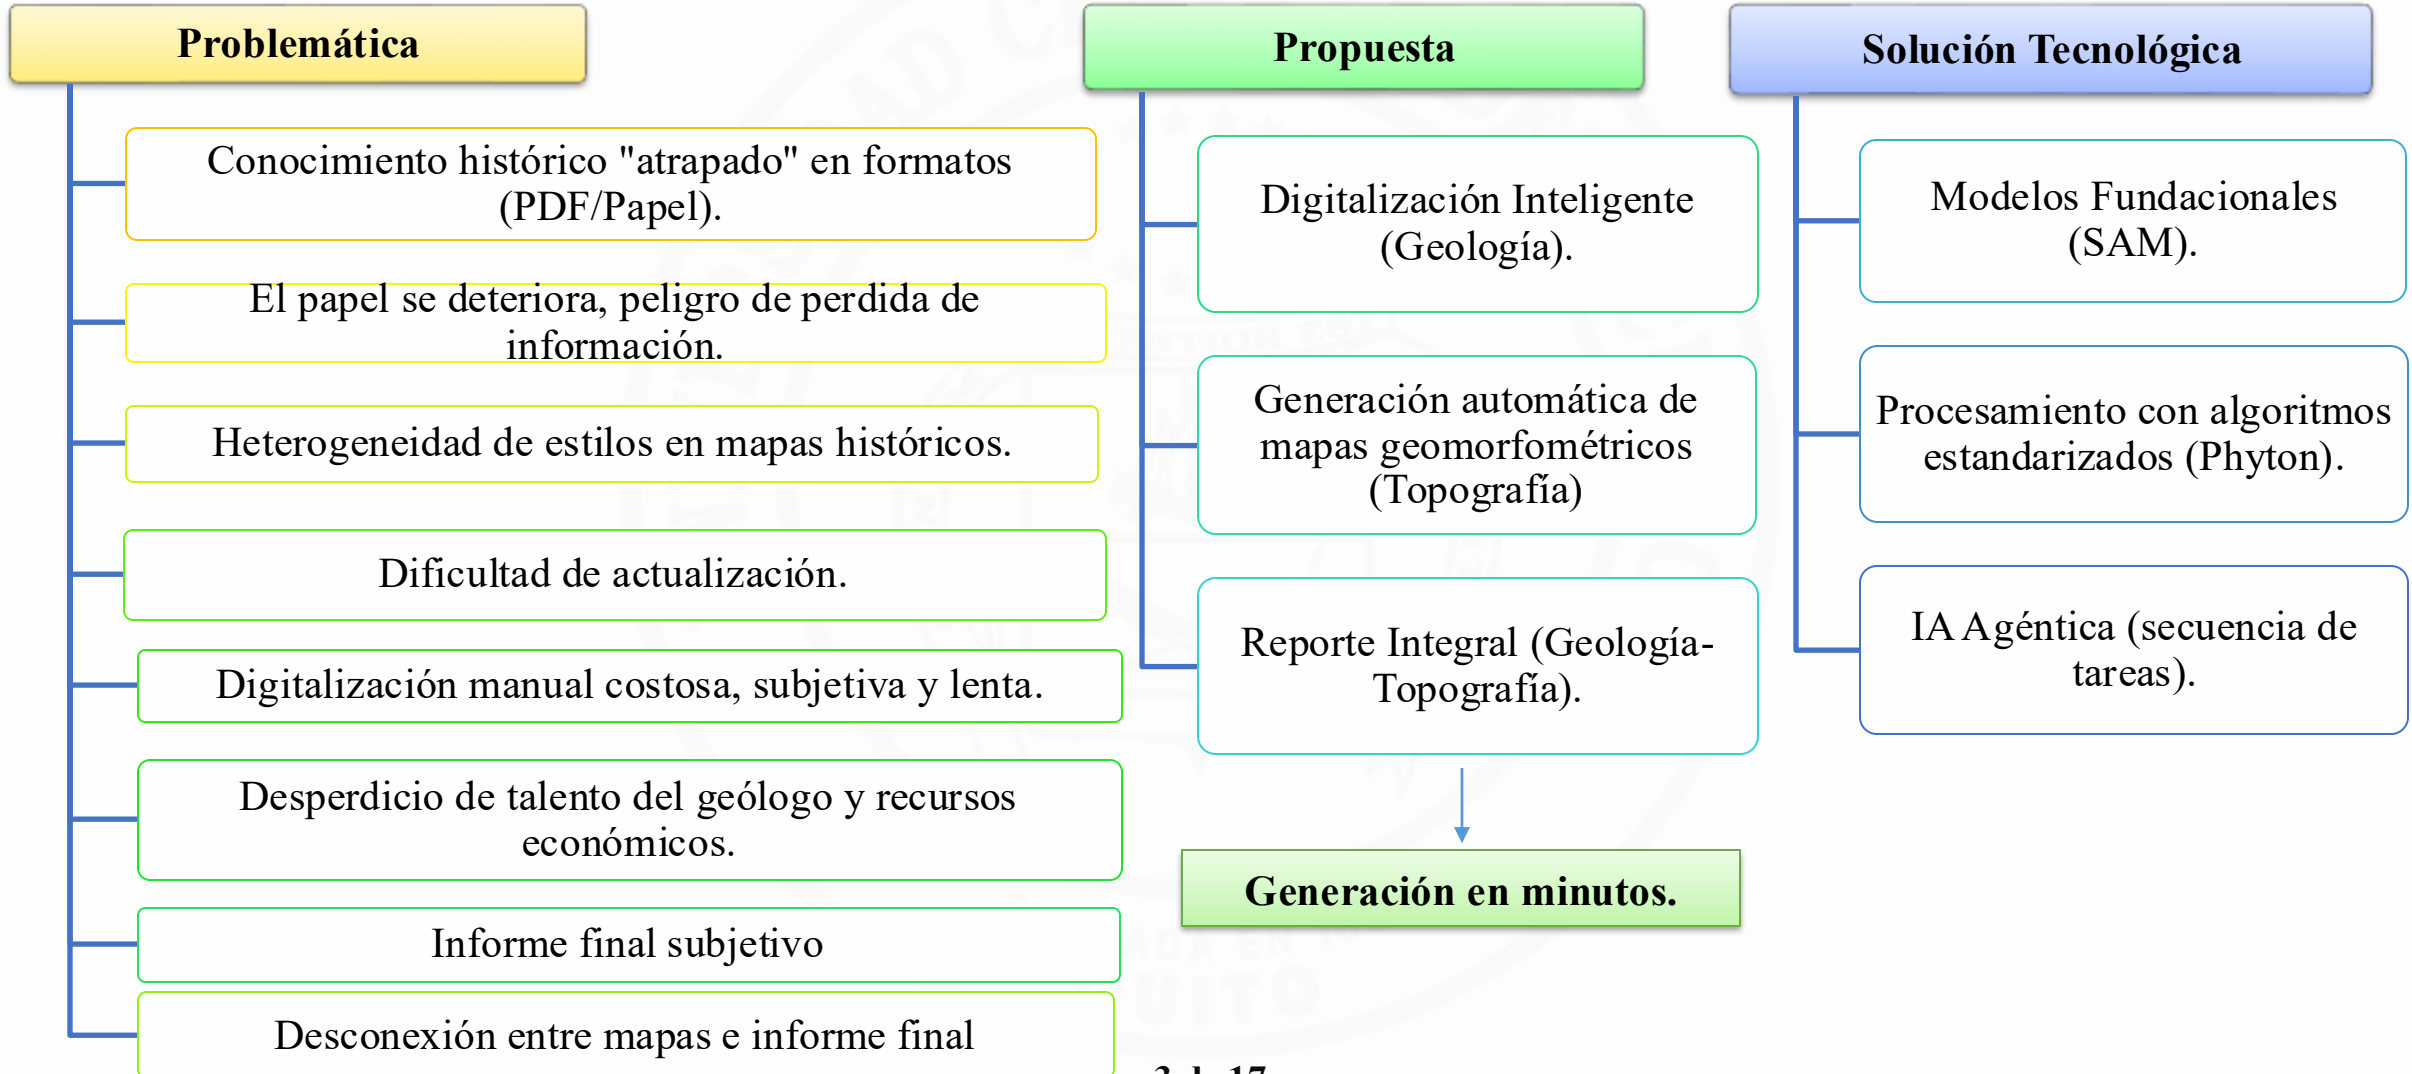 Problemática
Conocimiento histórico "atrapado" en formatos
(PDF/Papel).
El papel se deteriora, peligro de perdida de
información.
Heterogeneidad de estilos en mapas históricos.
Dificultad de actualización.
Digitalización manual costosa, subjetiva y lenta.
Desperdicio de talento del geólogo y recursos
económicos.
Informe final subjetivo
Desconexión entre mapas e informe final
Propuesta
Digitalización Inteligente
(Geología).
Generación automática de
mapas geomorfométricos
(Topografía)
Reporte Integral (Geología-
Topografía).
Generación en minutos.
Solución Tecnológica
Modelos Fundacionales
(SAM).
Procesamiento con algoritmos
estandarizados (Phyton).
IA Agéntica (secuencia de
tareas).
3 de 17